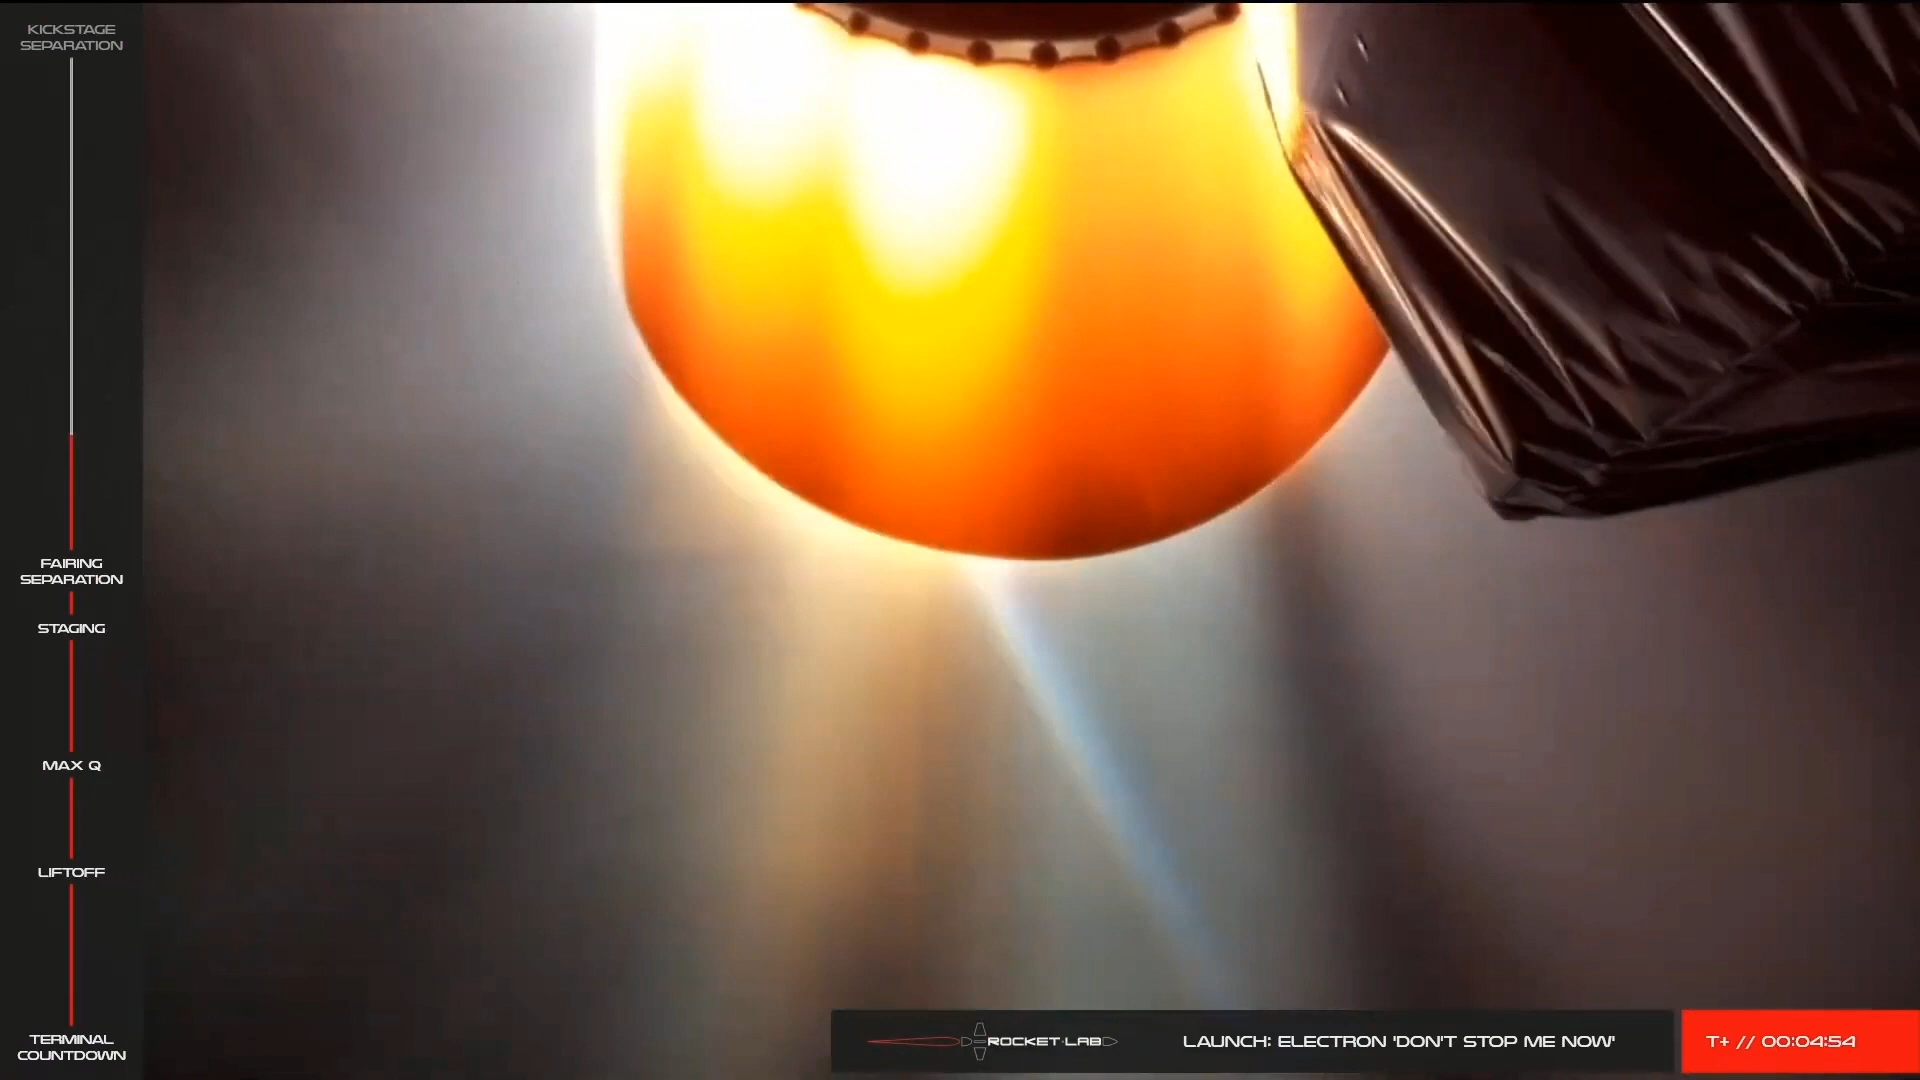 KICKSTAGE
SEPARATION
FAIRING
SEPARATION
STAGING
MAX Q
LIFTOFF
TERMINAL
COUNTDOWN
ROCKET LAB
LAUNCH: ELECTRON 'DON'T STOP ME NOW'
T+ // 00:04:54